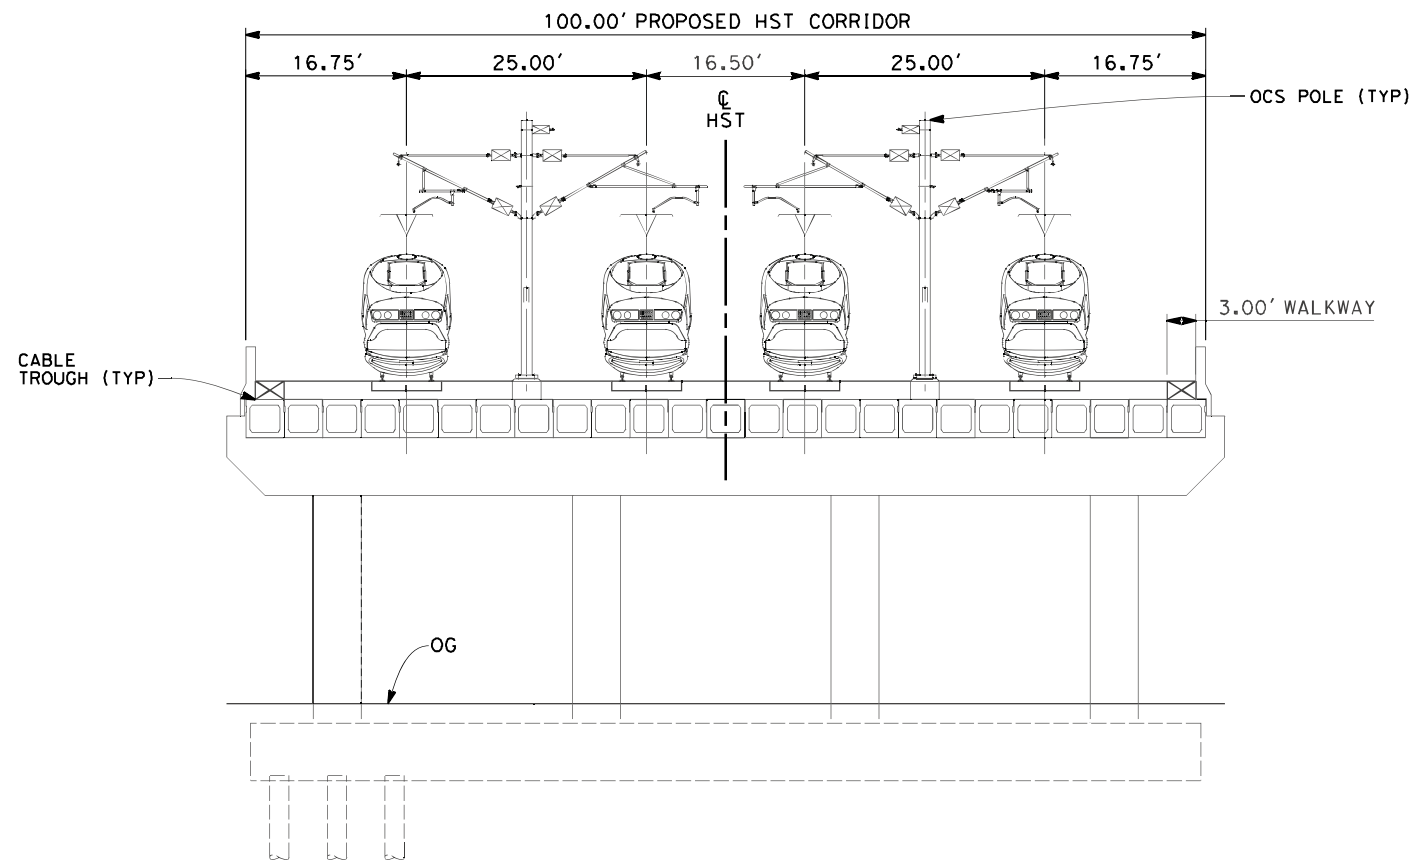 100.00' PROPOSED HST CORRIDOR
16.75' 25.00' 16.50' 25.00' 16.75'
℄
HST
OCS POLE (TYP)
3.00' WALKWAY
CABLE
TROUGH (TYP)
OG